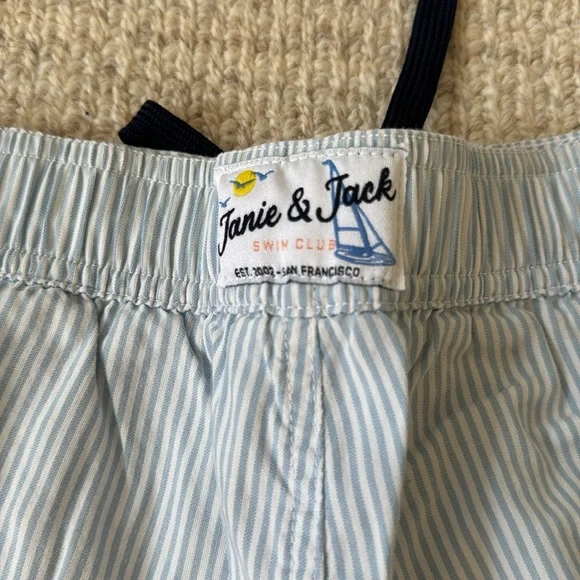 Janie & Jack
SWIM CLUB
EST. 2002 - SAN FRANCISCO